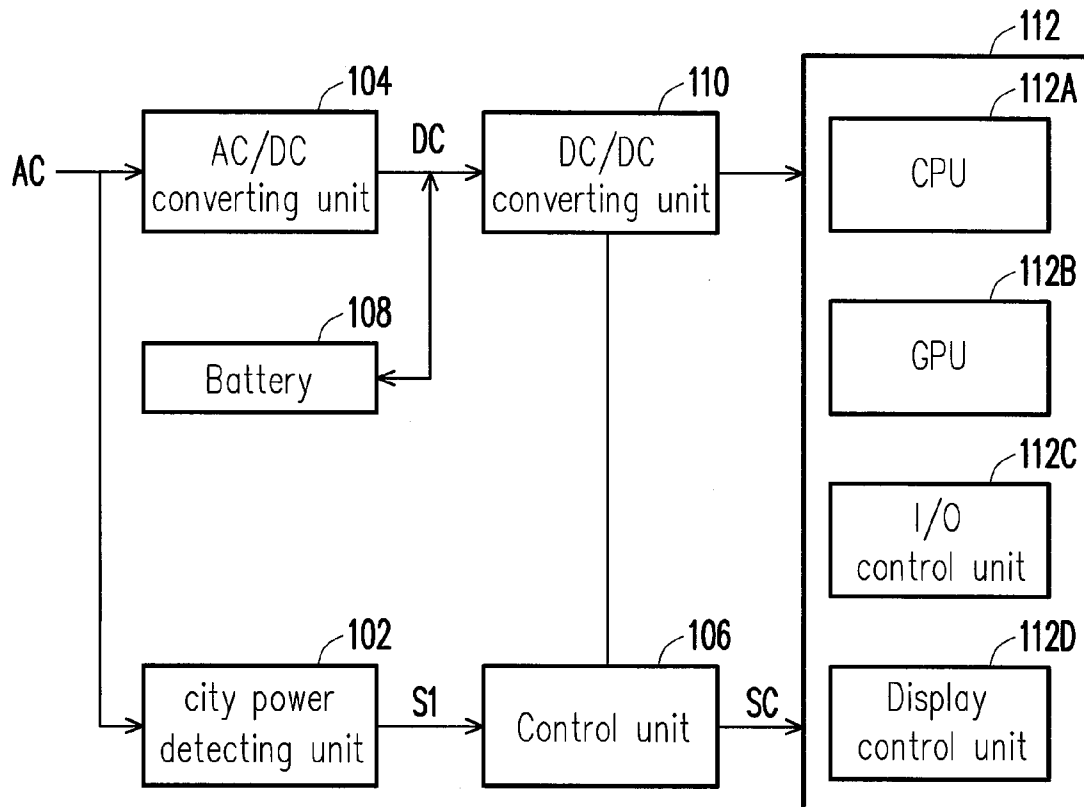 112
104
110
112A
AC
AC/DC
converting unit
DC
DC/DC
converting unit
CPU
112B
108
Battery
GPU
112C
I/O
control unit
102
106
112D
city power
detecting unit
S1
Control unit
SC
Display
control unit